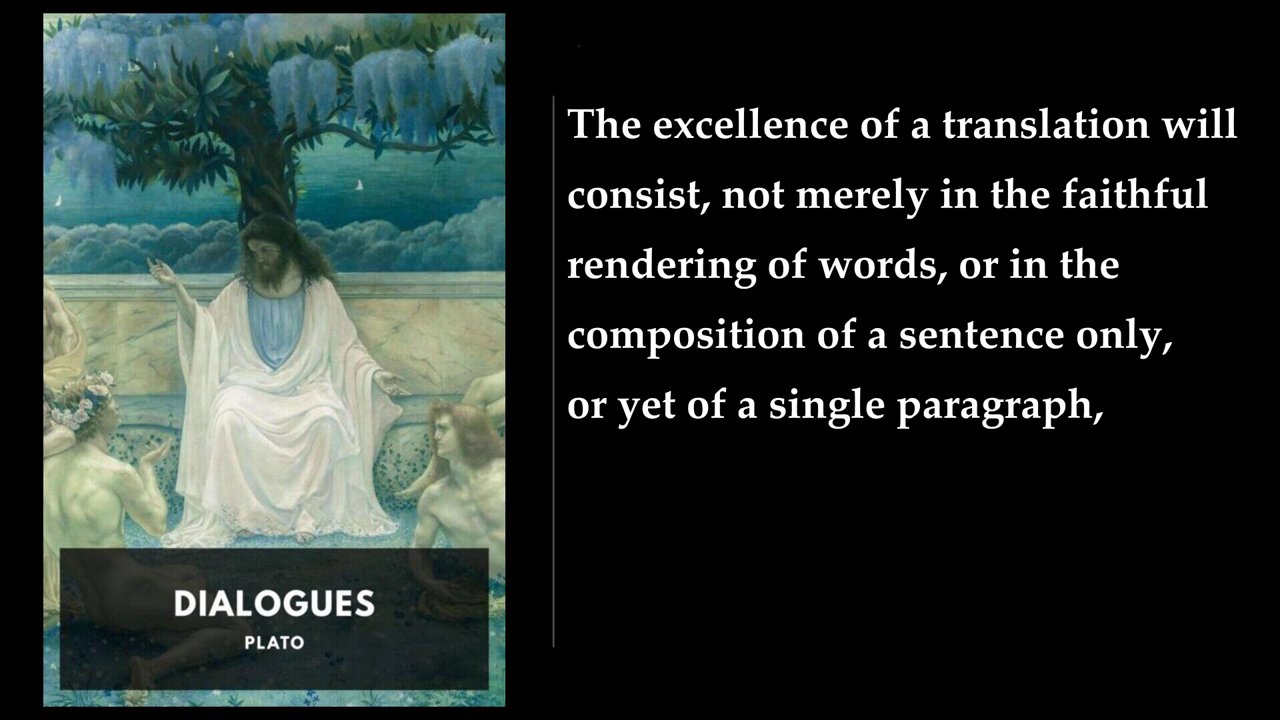 The excellence of a translation will
consist, not merely in the faithful
rendering of words, or in the
composition of a sentence only,
or yet of a single paragraph,
DIALOGUES
PLATO